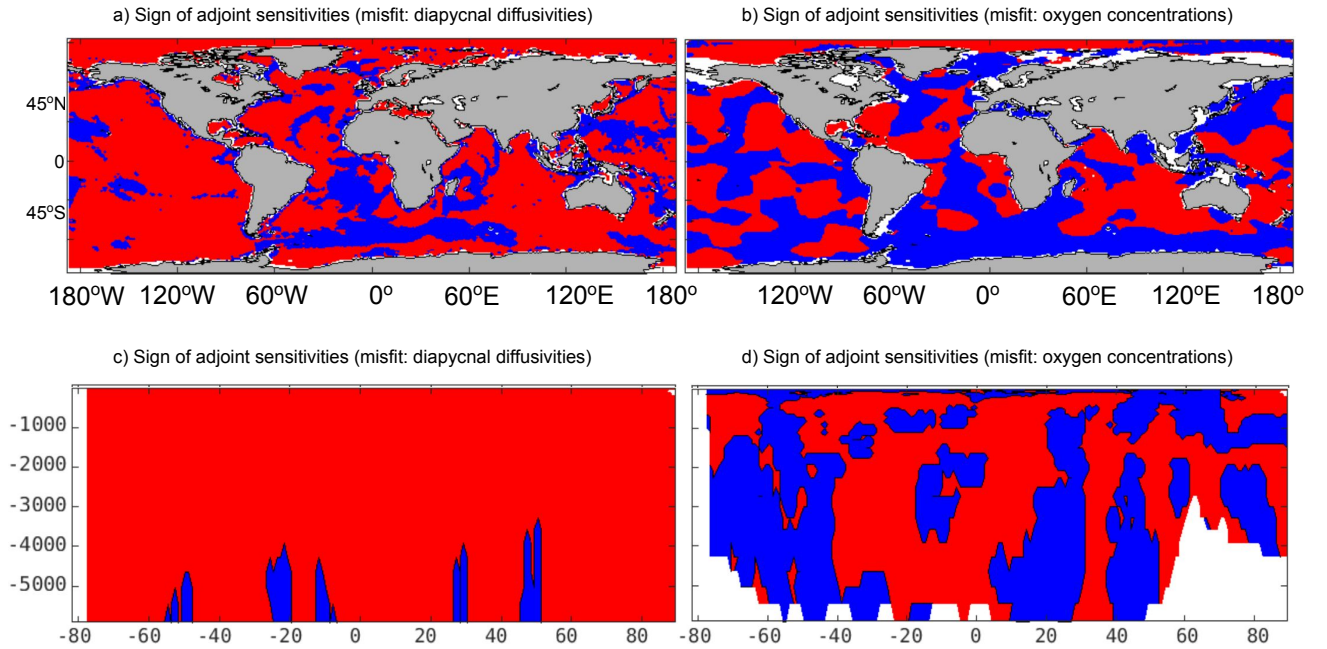 a) Sign of adjoint sensitivities (misfit: diapycnal diffusivities)
b) Sign of adjoint sensitivities (misfit: oxygen concentrations)
45ºN
0
45ºS
180ºW 120ºW 60ºW 0º 60ºE 120ºE 180º
120ºW 60ºW 0º 60ºE 120ºE 180º
c) Sign of adjoint sensitivities (misfit: diapycnal diffusivities)
d) Sign of adjoint sensitivities (misfit: oxygen concentrations)
-1000
-2000
-3000
-4000
-5000
-80 -60 -40 -20 0 20 40 60 80
-80 -60 -40 -20 0 20 40 60 80